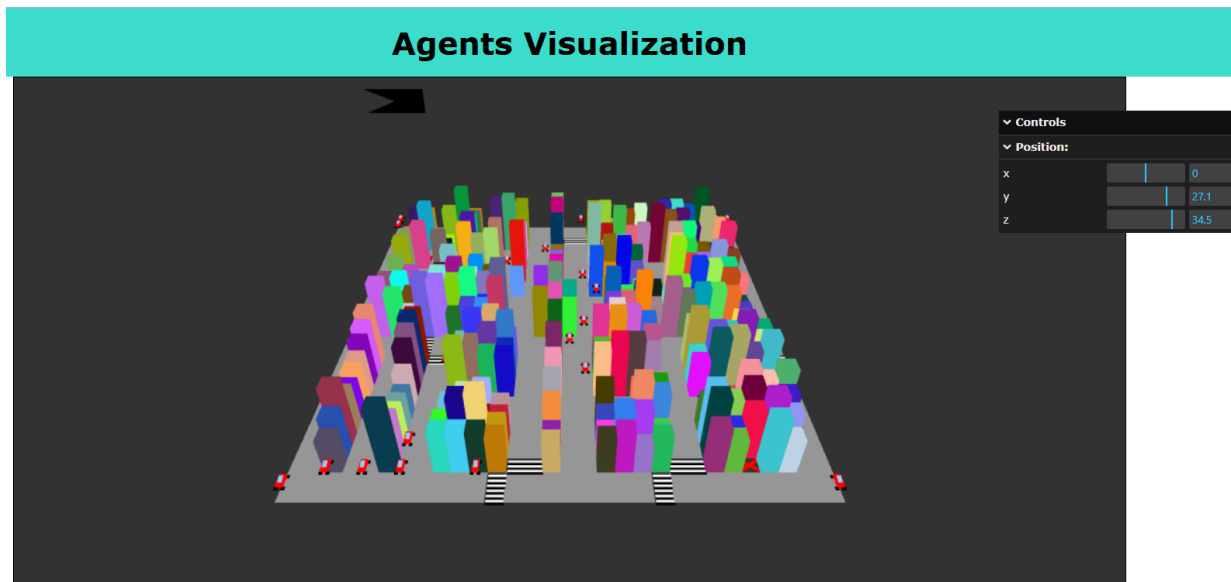 Agents Visualization
Controls
Position:
x 0
y 27.1
z 34.5